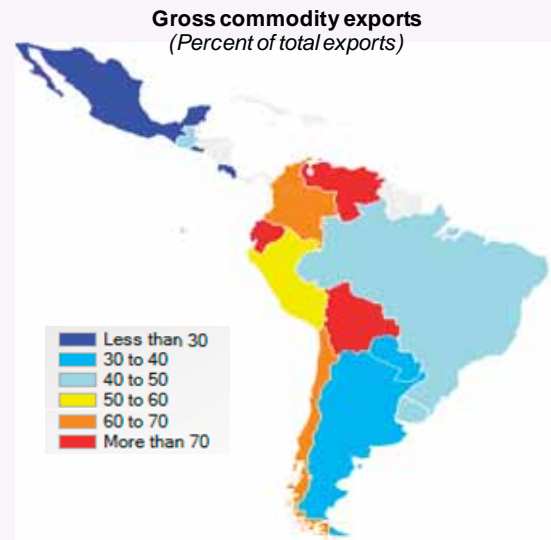 Gross commodity exports
(Percent of total exports)
Less than 30
30 to 40
40 to 50
50 to 60
60 to 70
More than 70